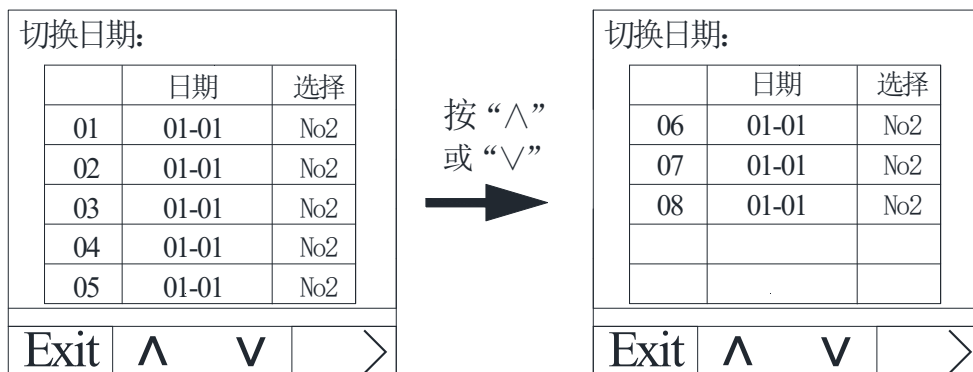 切换日期:
日期 选择
01 01-01 No2
02 01-01 No2
03 01-01 No2
04 01-01 No2
05 01-01 No2
Exit ∧ ∨ >
按“∧”
或“∨”
切换日期:
日期 选择
06 01-01 No2
07 01-01 No2
08 01-01 No2
Exit ∧ ∨ >